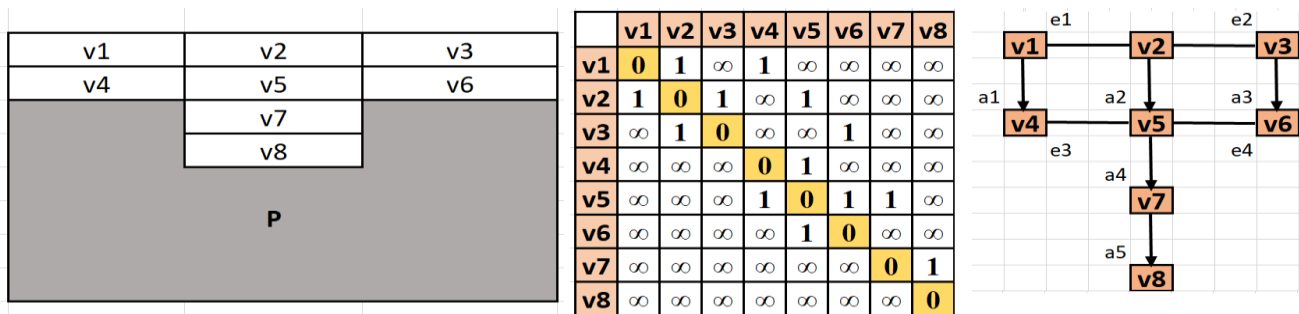 v1 v2 v3
v4 v5 v6
v7
v8
P
v1 v2 v3 v4 v5 v6 v7 v8
v1 0 1 ∞ 1 ∞ ∞ ∞ ∞
v2 1 0 1 ∞ 1 ∞ ∞ ∞
v3 ∞ 1 0 ∞ ∞ 1 ∞ ∞
v4 ∞ ∞ ∞ 0 1 ∞ ∞ ∞
v5 ∞ ∞ ∞ 1 0 1 1 ∞
v6 ∞ ∞ ∞ ∞ 1 0 ∞ ∞
v7 ∞ ∞ ∞ ∞ ∞ ∞ 0 1
v8 ∞ ∞ ∞ ∞ ∞ ∞ ∞ 0
e1 e2
v1 v2 v3
a1 a2 a3
v4 v5 v6
e3 e4
a4
v7
a5
v8